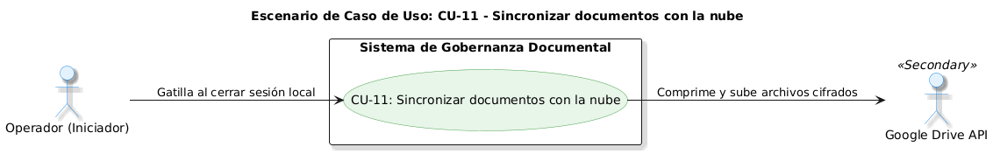 Escenario de Caso de Uso: CU-11 - Sincronizar documentos con la nube
Sistema de Gobernanza Documental
«Secondary»
Gatilla al cerrar sesión local
Comprime y sube archivos cifrados
CU-11: Sincronizar documentos con la nube
Operador (Iniciador)
Google Drive API